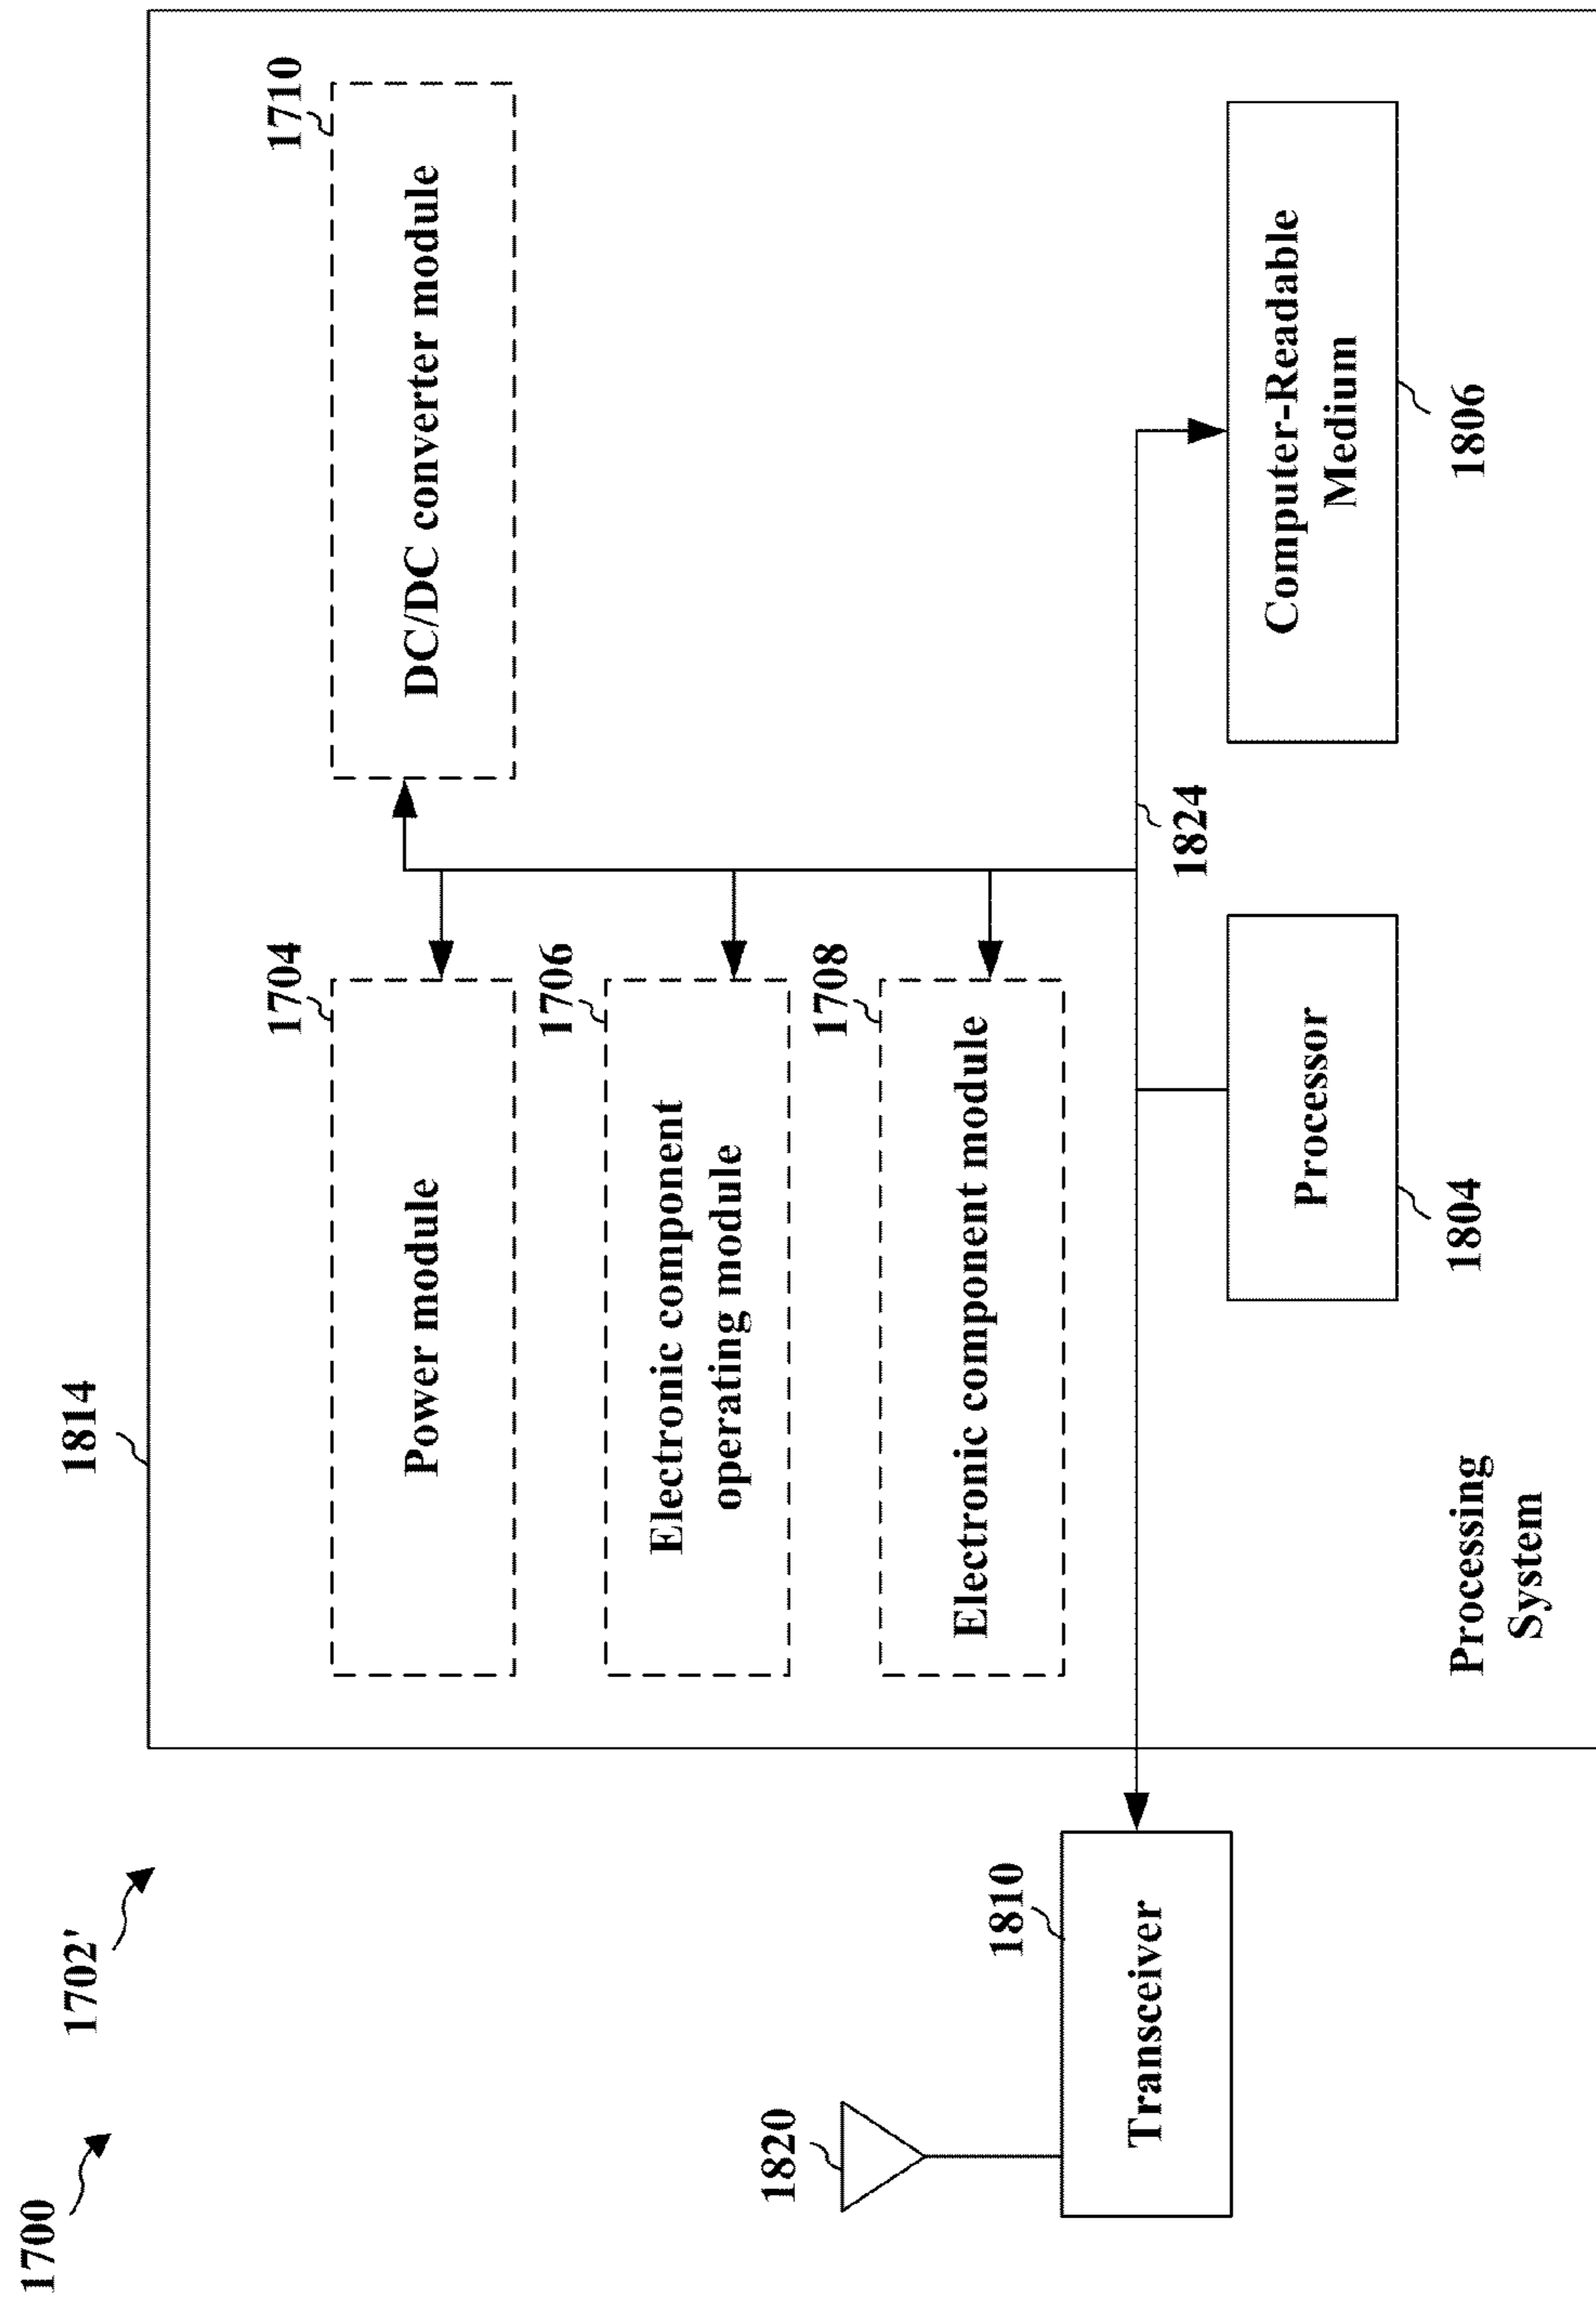 1700
1702'
1814
1704
Power module
1710
DC/DC converter module
1706
Electronic component
operating module
1708
Electronic component module
1820
1810
Transceiver
1824
Processor
1804
Computer-Readable
Medium
1806
Processing
System